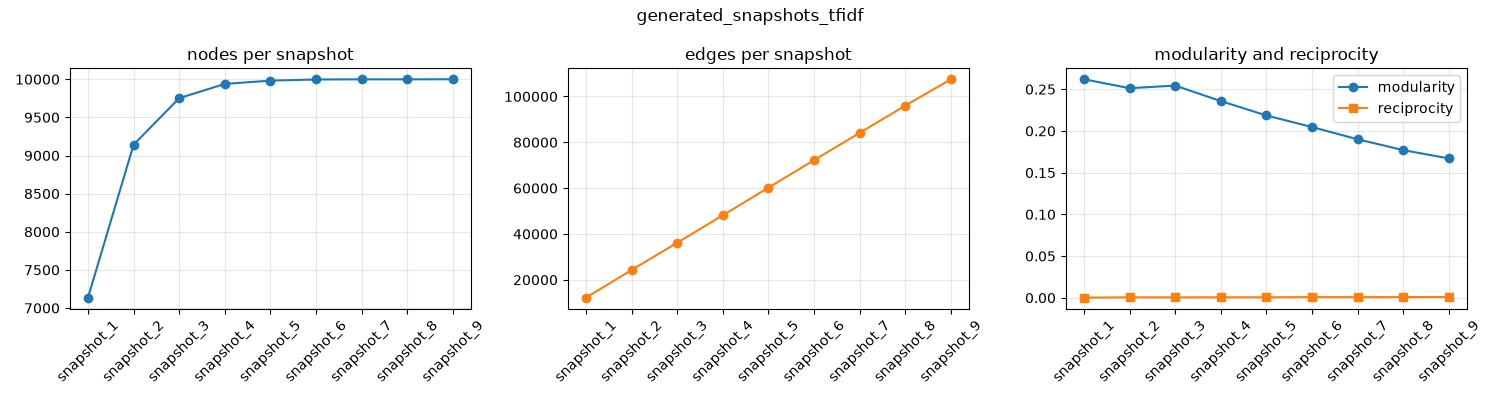 generated_snapshots_tfidf
nodes per snapshot
10000
9500
9000
8500
8000
7500
7000
snapshot_1
snapshot_2
snapshot_3
snapshot_4
snapshot_5
snapshot_6
snapshot_7
snapshot_8
snapshot_9
edges per snapshot
100000
80000
60000
40000
20000
snapshot_1
snapshot_2
snapshot_3
snapshot_4
snapshot_5
snapshot_6
snapshot_7
snapshot_8
snapshot_9
modularity and reciprocity
modularity
reciprocity
0.25
0.20
0.15
0.10
0.05
0.00
snapshot_1
snapshot_2
snapshot_3
snapshot_4
snapshot_5
snapshot_6
snapshot_7
snapshot_8
snapshot_9